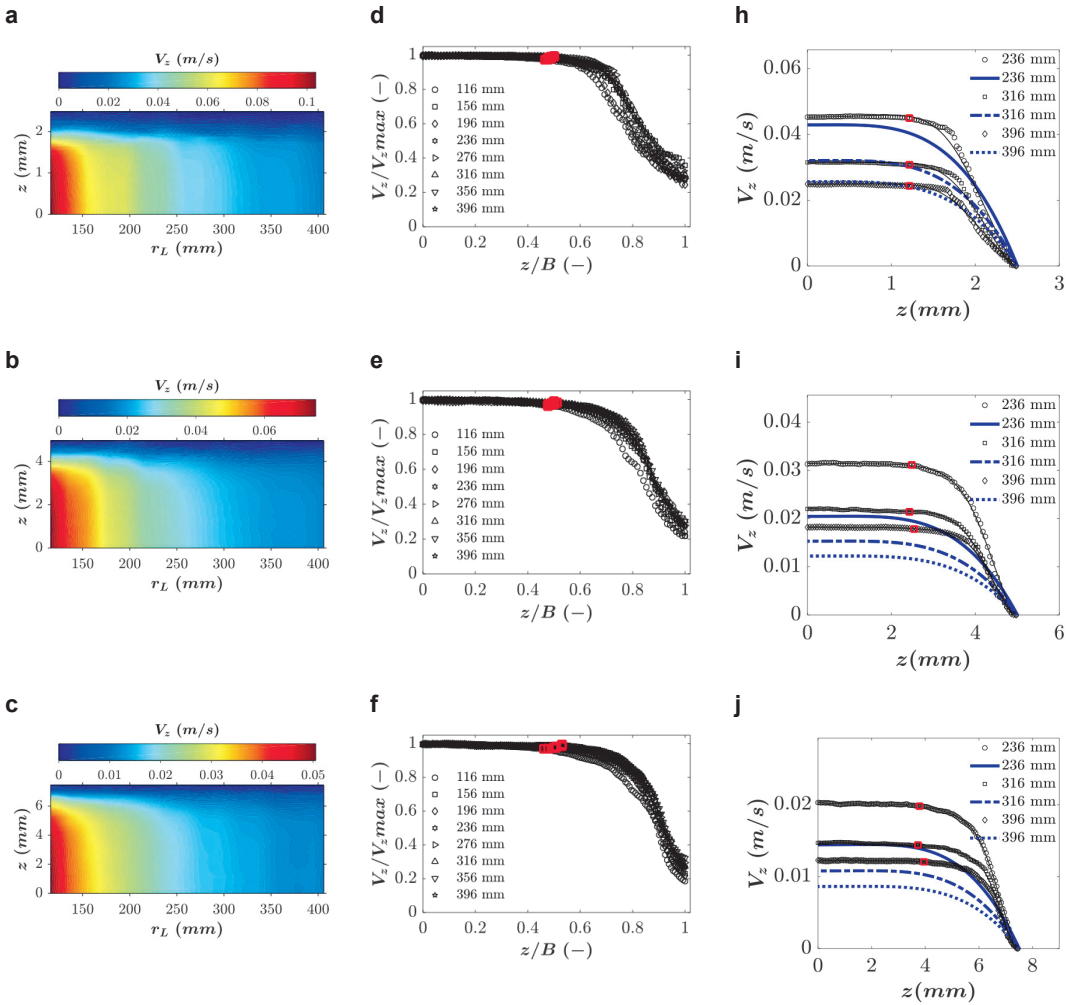 a
V_z (m/s)
0 0.02 0.04 0.06 0.08 0.1
z (mm)
2
1
0
150 200 250 300 350 400
r_L (mm)
d
V_z/V_z max (−)
1
0.8
0.6
0.4
0.2
0
116 mm
156 mm
196 mm
236 mm
276 mm
316 mm
356 mm
396 mm
0 0.2 0.4 0.6 0.8 1
z/B (−)
h
V_z (m/s)
0.06
0.04
0.02
0
236 mm
236 mm
316 mm
316 mm
396 mm
396 mm
0 1 2 3
z(mm)
b
V_z (m/s)
0 0.02 0.04 0.06
z (mm)
4
2
0
150 200 250 300 350 400
r_L (mm)
e
V_z/V_z max (−)
1
0.8
0.6
0.4
0.2
0
116 mm
156 mm
196 mm
236 mm
276 mm
316 mm
356 mm
396 mm
0 0.2 0.4 0.6 0.8 1
z/B (−)
i
V_z (m/s)
0.04
0.03
0.02
0.01
0
236 mm
236 mm
316 mm
316 mm
396 mm
396 mm
0 2 4 6
z(mm)
c
V_z (m/s)
0 0.01 0.02 0.03 0.04 0.05
z (mm)
6
4
2
0
150 200 250 300 350 400
r_L (mm)
f
V_z/V_z max (−)
1
0.8
0.6
0.4
0.2
0
116 mm
156 mm
196 mm
236 mm
276 mm
316 mm
356 mm
396 mm
0 0.2 0.4 0.6 0.8 1
z/B (−)
j
V_z (m/s)
0.02
0.01
0
236 mm
236 mm
316 mm
316 mm
396 mm
396 mm
0 2 4 6 8
z(mm)